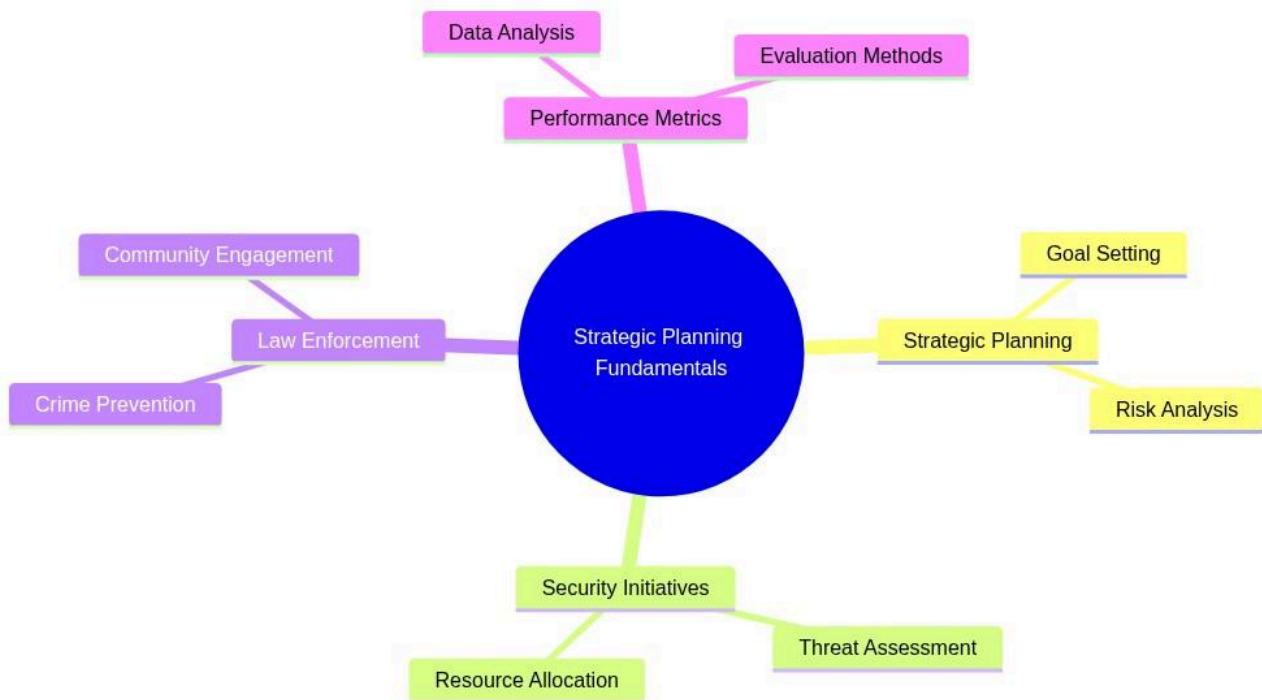 Data Analysis
Evaluation Methods
Performance Metrics
Community Engagement
Goal Setting
Law Enforcement
Strategic Planning
Fundamentals
Strategic Planning
Crime Prevention
Risk Analysis
Security Initiatives
Threat Assessment
Resource Allocation